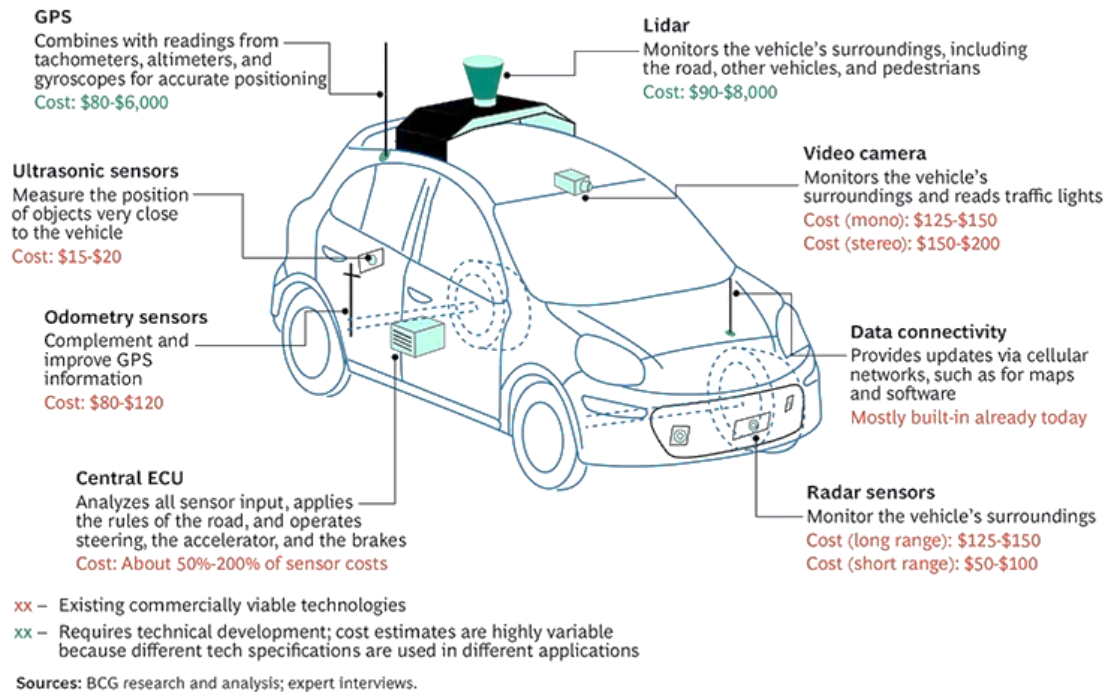 GPS
Combines with readings from
tachometers, altimeters, and
gyroscopes for accurate positioning
Cost: $80-$6,000
Lidar
Monitors the vehicle's surroundings, including
the road, other vehicles, and pedestrians
Cost: $90-$8,000
Ultrasonic sensors
Measure the position
of objects very close
to the vehicle
Cost: $15-$20
Video camera
Monitors the vehicle's
surroundings and reads traffic lights
Cost (mono): $125-$150
Cost (stereo): $150-$200
Odometry sensors
Complement and
improve GPS
information
Cost: $80-$120
Data connectivity
Provides updates via cellular
networks, such as for maps
and software
Mostly built-in already today
Central ECU
Analyzes all sensor input, applies
the rules of the road, and operates
steering, the accelerator, and the brakes
Cost: About 50%-200% of sensor costs
Radar sensors
Monitor the vehicle's surroundings
Cost (long range): $125-$150
Cost (short range): $50-$100
xx – Existing commercially viable technologies
xx – Requires technical development; cost estimates are highly variable
because different tech specifications are used in different applications
Sources: BCG research and analysis; expert interviews.